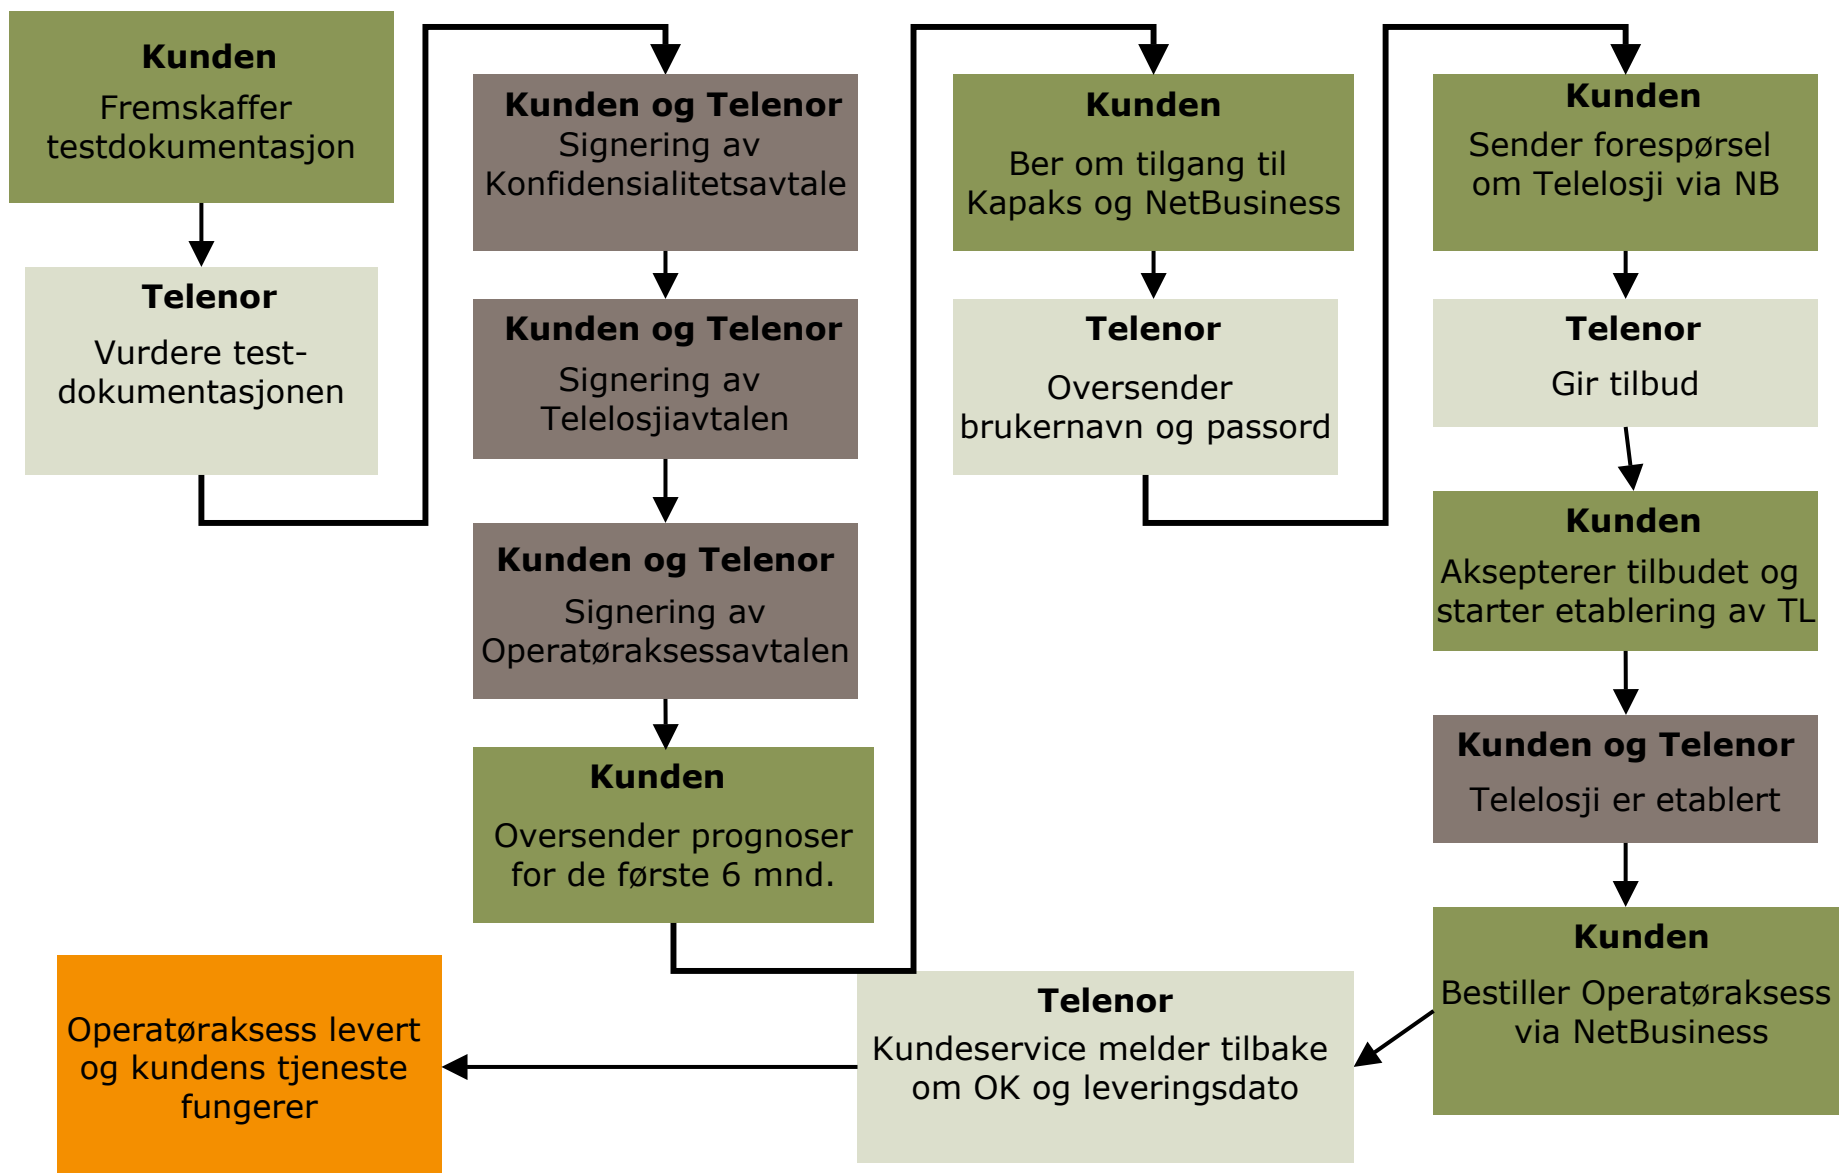 Kunden
Fremskaffer
testdokumentasjon
Telenor
Vurdere test-
dokumentasjonen
Kunden og Telenor
Signering av
Konfidensialitetsavtale
Kunden og Telenor
Signering av
Telelosjiavtalen
Kunden og Telenor
Signering av
Operatøraksessavtalen
Kunden
Oversender prognoser
for de første 6 mnd.
Kunden
Ber om tilgang til
Kapaks og NetBusiness
Telenor
Oversender
brukernavn og passord
Kunden
Sender forespørsel
om Telelosji via NB
Telenor
Gir tilbud
Kunden
Aksepterer tilbudet og
starter etablering av TL
Kunden og Telenor
Telelosji er etablert
Kunden
Bestiller Operatøraksess
via NetBusiness
Telenor
Kundeservice melder tilbake
om OK og leveringsdato
Operatøraksess levert
og kundens tjeneste
fungerer